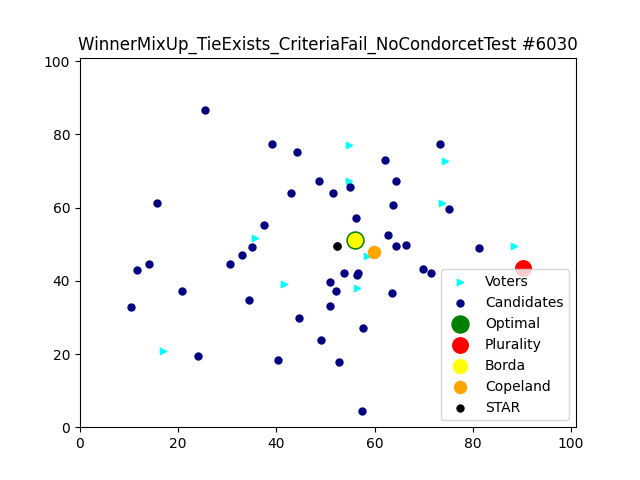 WinnerMixUp_TieExists_CriteriaFail_NoCondorcetTest #6030
100
80
60
40
20
0
0 20 40 60 80 100
Voters
Candidates
Optimal
Plurality
Borda
Copeland
STAR